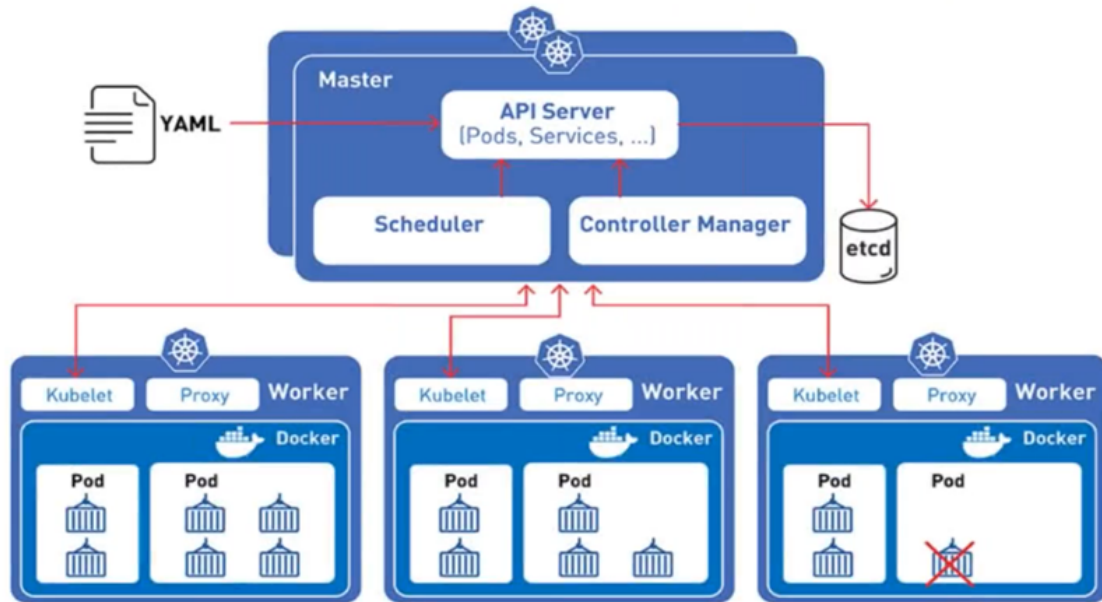 Master
YAML
API Server
(Pods, Services, ...)
Scheduler
Controller Manager
etcd
Kubelet
Proxy
Worker
Docker
Pod
Pod
Kubelet
Proxy
Worker
Docker
Pod
Pod
Kubelet
Proxy
Worker
Docker
Pod
Pod